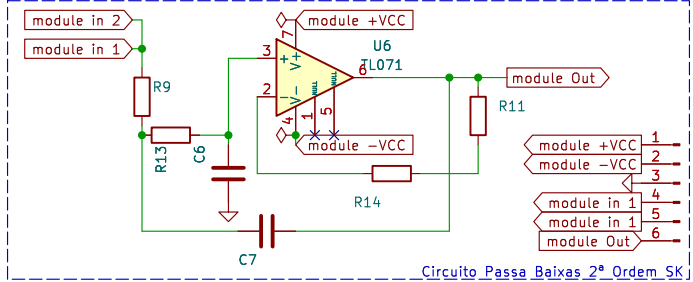 module in 2
module in 1
R9
R13
C6
C7
module +VCC
7
U6
TL071
3
V+
6
2
V-
NULL
NULL
4
1
5
module -VCC
R14
R11
module Out
module +VCC 1
module -VCC 2
3
module in 1 4
module in 1 5
module Out 6
Circuito Passa Baixas 2ª Ordem SK